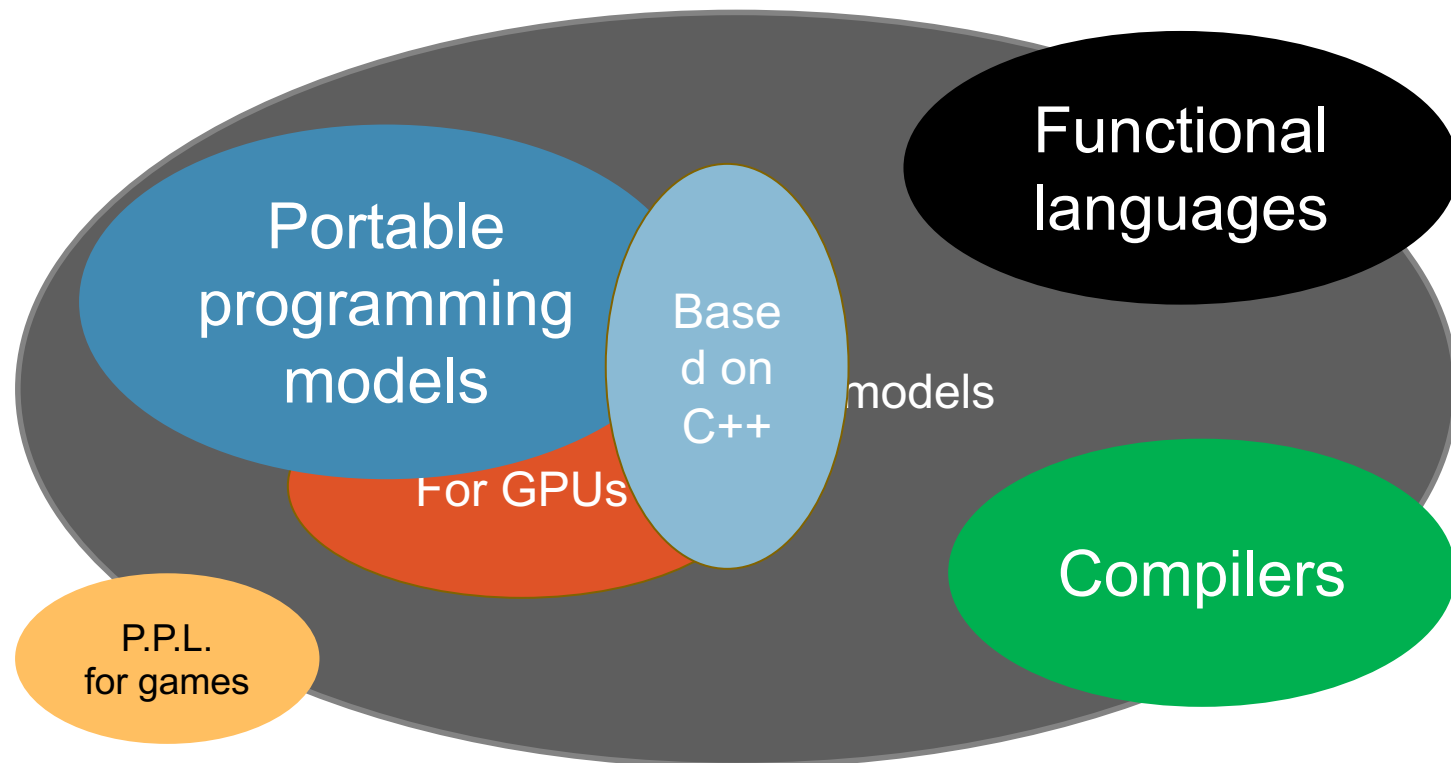 Functional
languages
Portable
programming
models
Base
d on
C++
models
For GPUs
Compilers
P.P.L.
for games